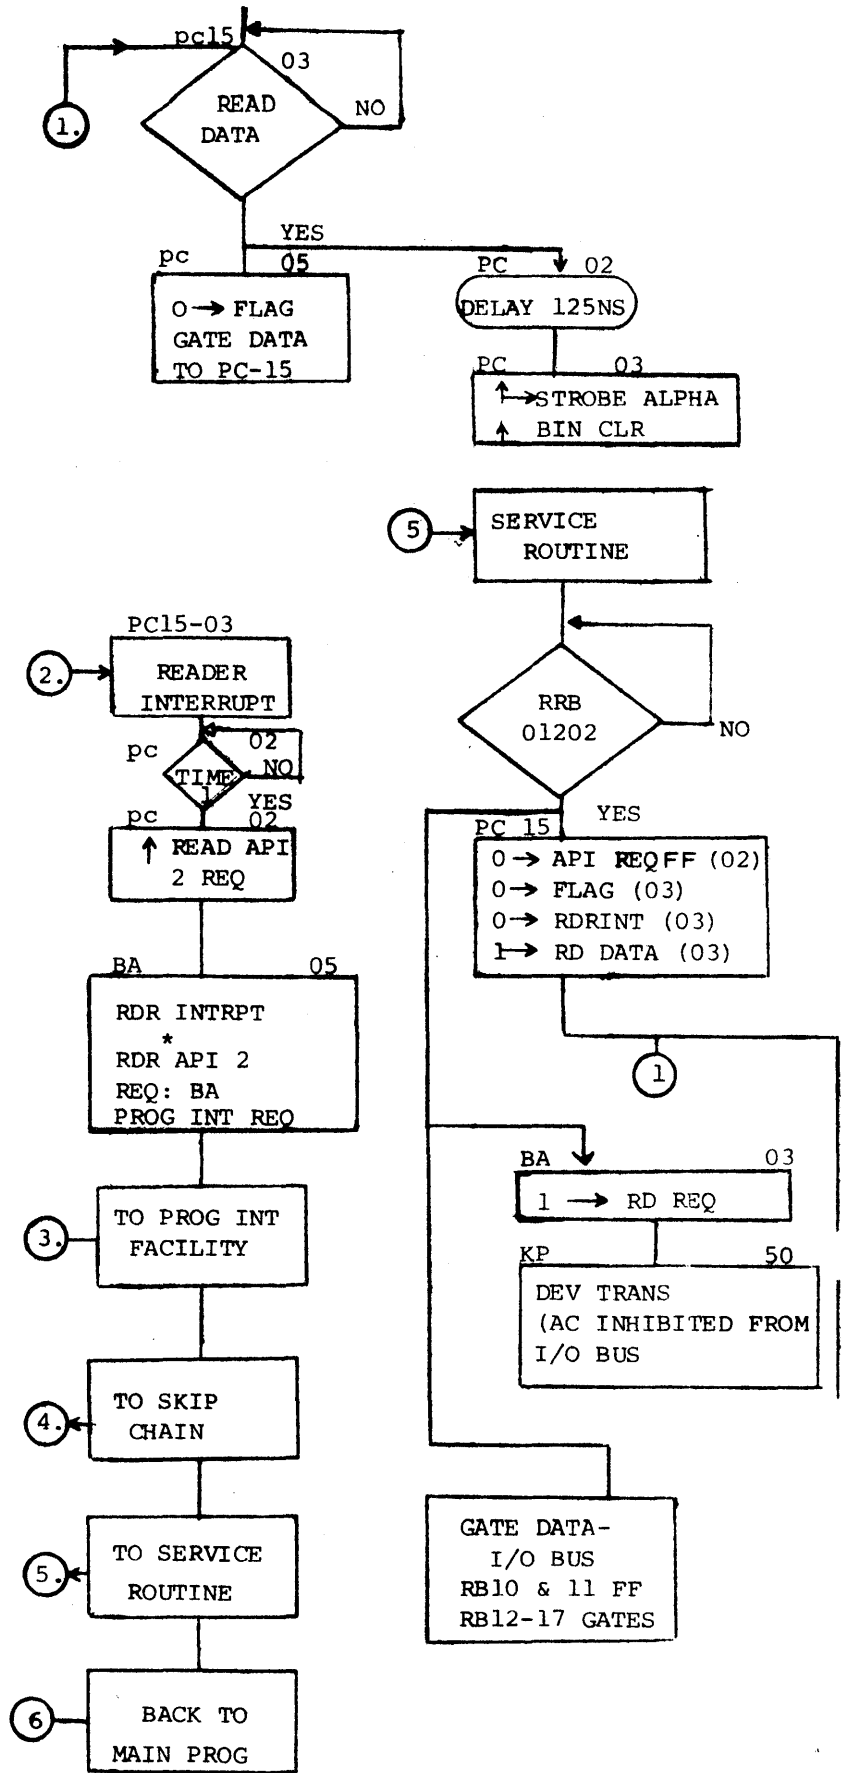 pc15
03
1.
READ
DATA
NO
YES
pc
05
0→ FLAG
GATE DATA
TO PC-15
PC
02
DELAY 125NS
PC
03
↑→STROBE ALPHA
↑ BIN CLR
5
SERVICE
ROUTINE
RRB
01202
NO
YES
PC 15
0→ API REQFF (02)
0→ FLAG (03)
0→ RDRINT (03)
1→ RD DATA (03)
1
BA
03
1 → RD REQ
KP
50
DEV TRANS
(AC INHIBITED FROM
I/O BUS
GATE DATA-
I/O BUS
RB10 & 11 FF
RB12-17 GATES
PC15-03
2.
READER
INTERRUPT
pc
02
TIME
1
NO
YES
pc
02
↑ READ API
2 REQ
BA
05
RDR INTRPT
*
RDR API 2
REQ: BA
PROG INT REQ
3.
TO PROG INT
FACILITY
4.
TO SKIP
CHAIN
5.
TO SERVICE
ROUTINE
6
BACK TO
MAIN PROG